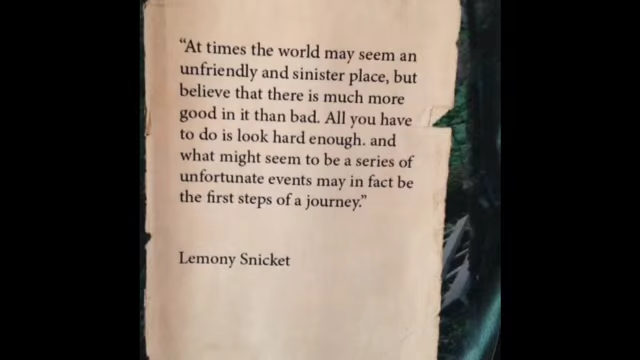 “At times the world may seem an
unfriendly and sinister place, but
believe that there is much more
good in it than bad. All you have
to do is look hard enough. and
what might seem to be a series of
unfortunate events may in fact be
the first steps of a journey.”
Lemony Snicket